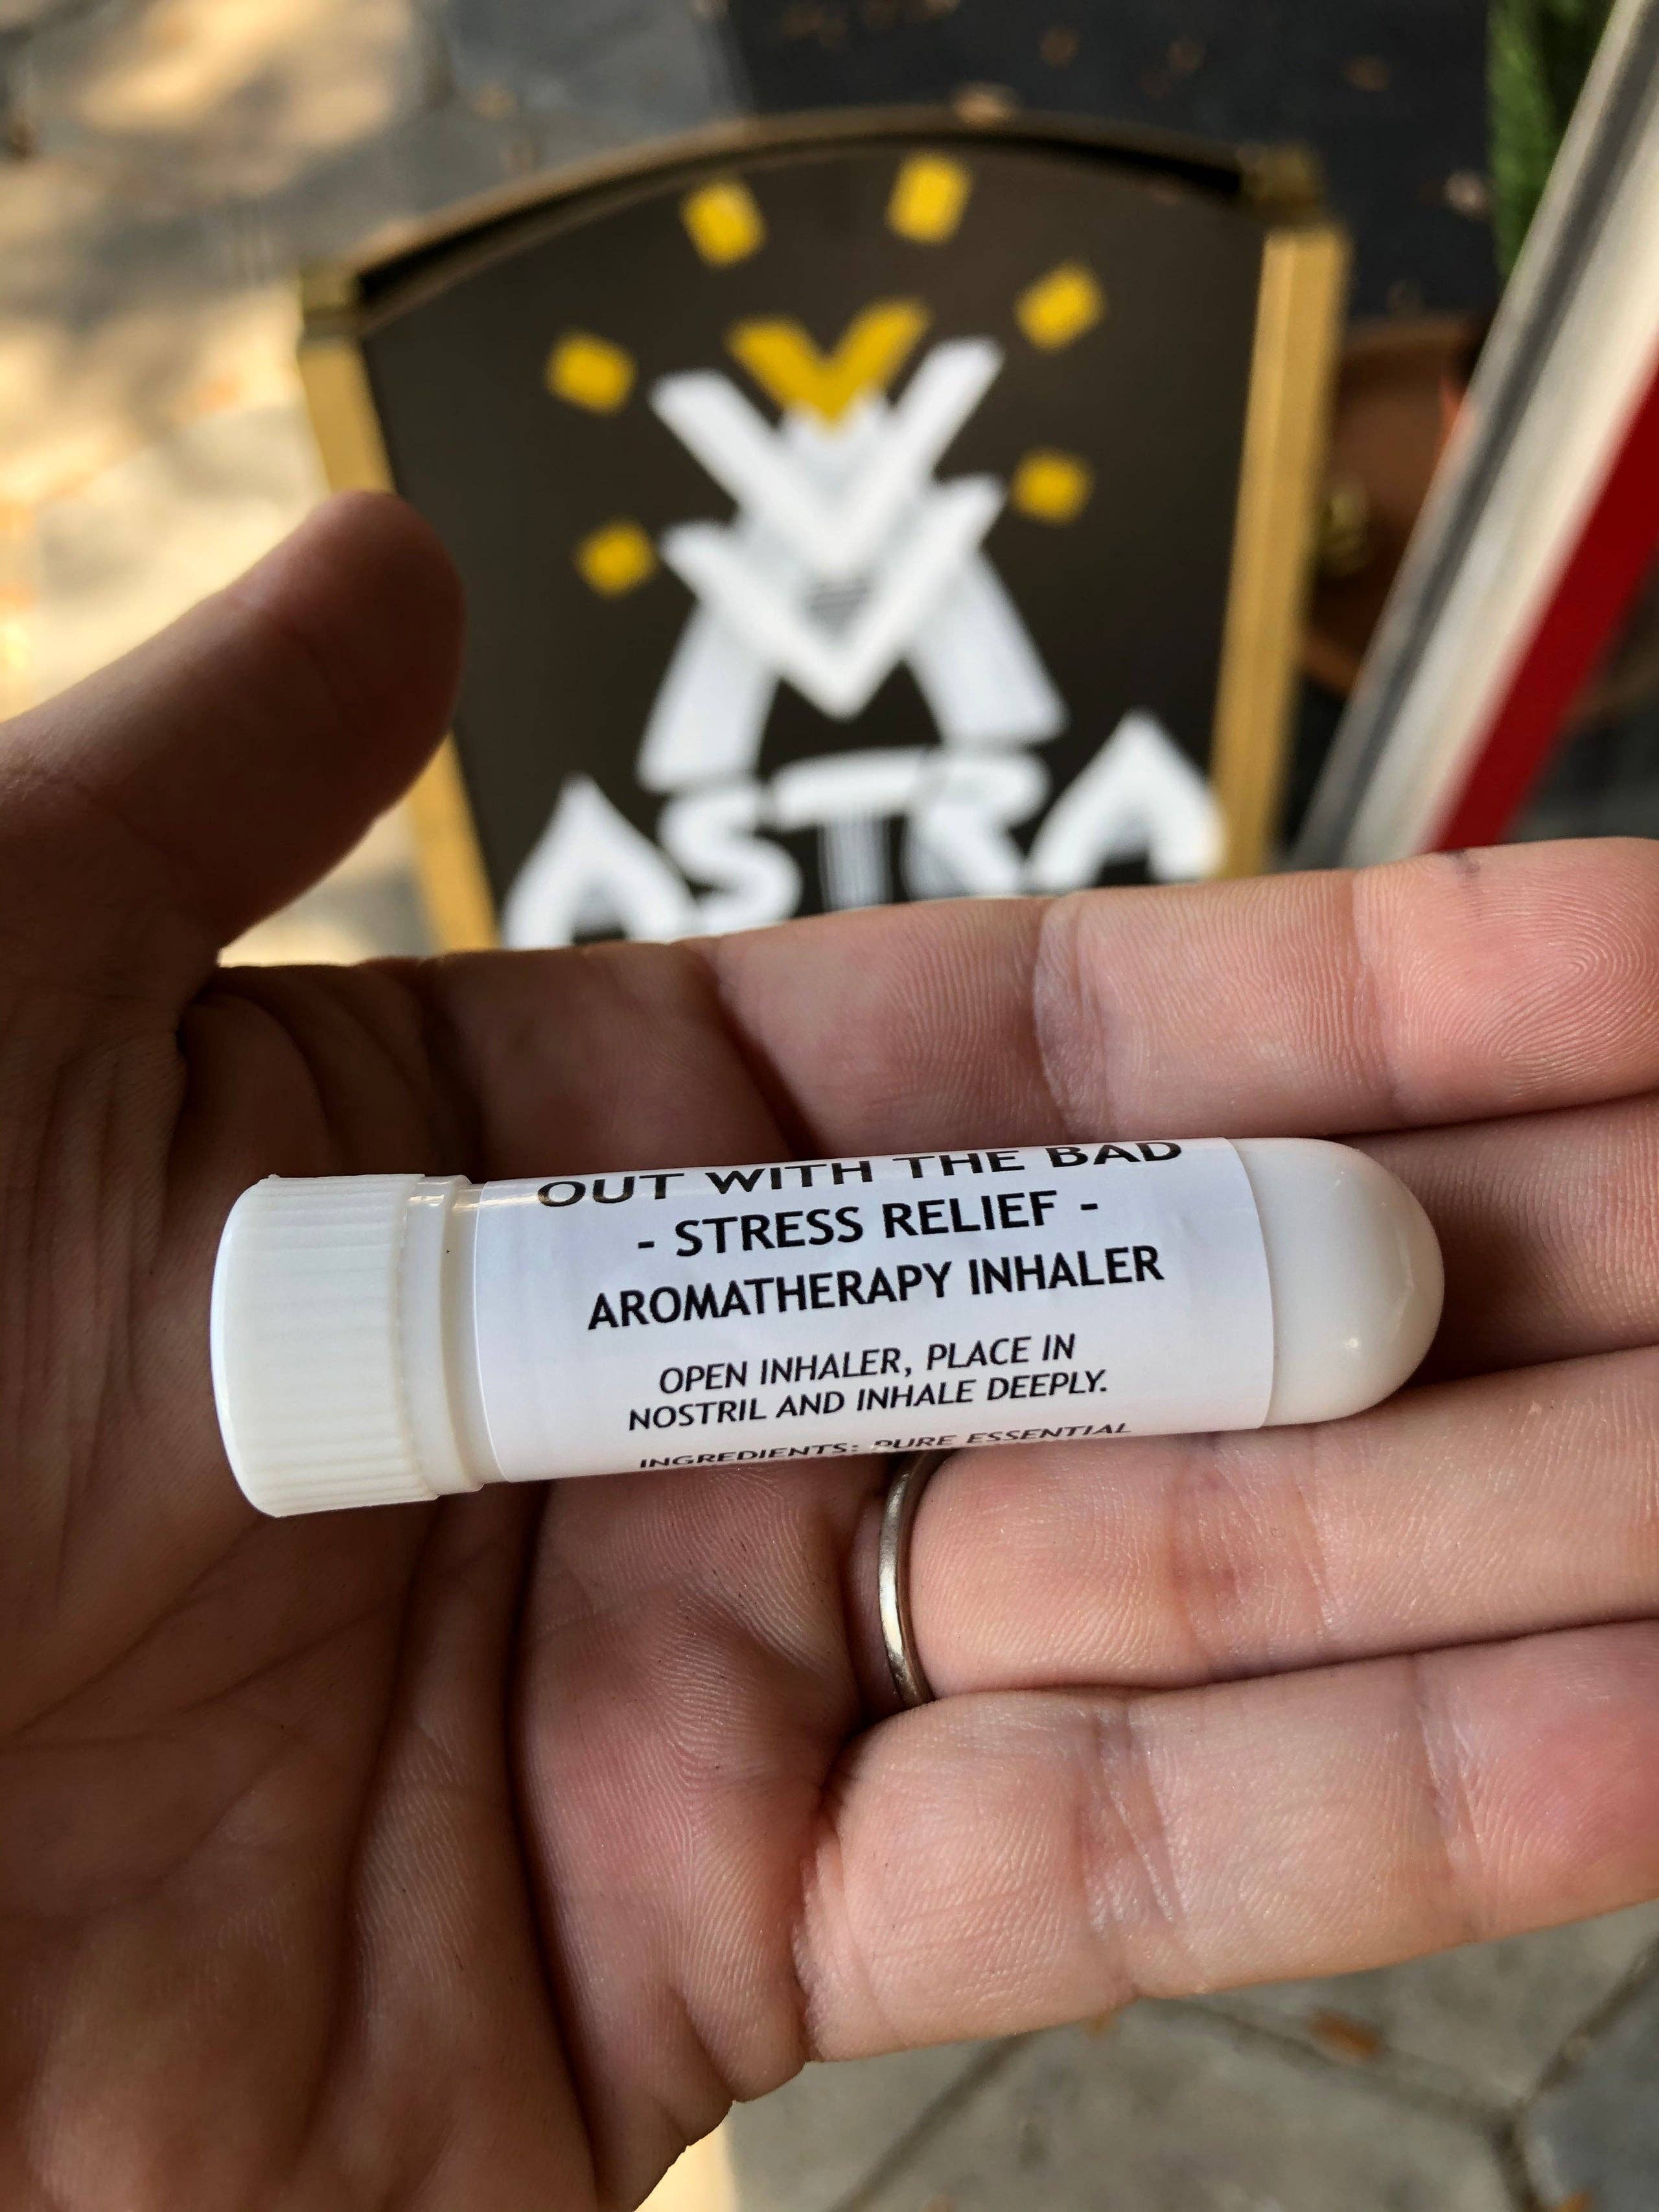 ASTRA
OUT WITH THE BAD
- STRESS RELIEF -
AROMATHERAPY INHALER
OPEN INHALER, PLACE IN
NOSTRIL AND INHALE DEEPLY.
INGREDIENTS: PURE ESSENTIAL